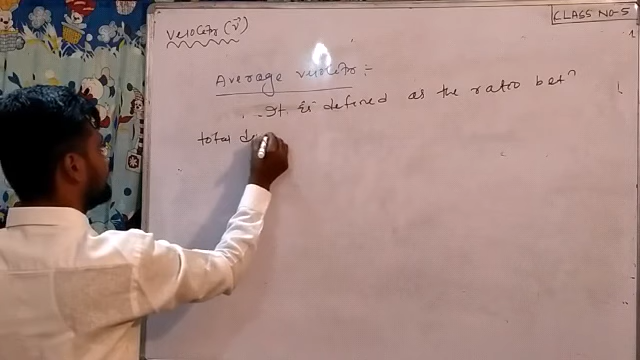 CLASS NO-5
Velocity (v⃗)
Average velocity :-
It is defined as the ratio betⁿ
total